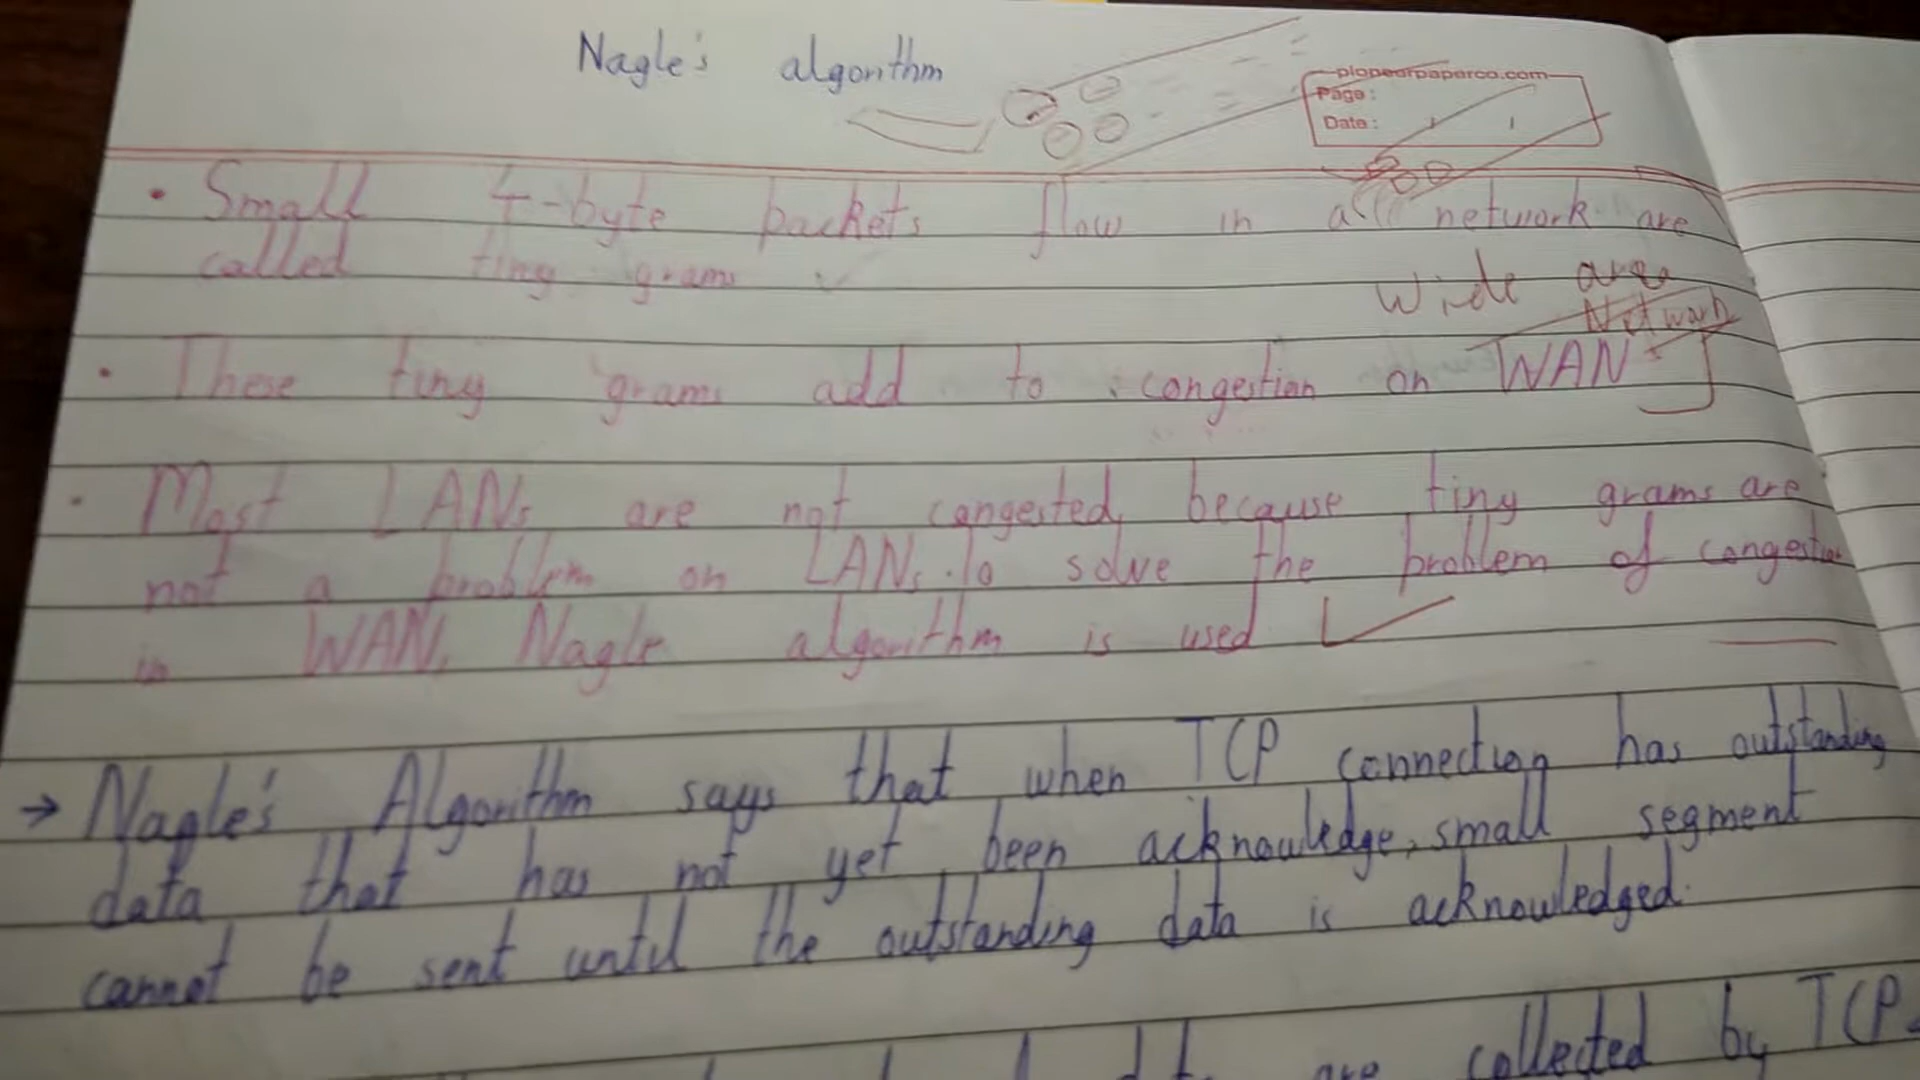 Nagle's algorithm
Page :
Date :
• Small 4-byte packets flow in all network are
called tiny grams
Wide area
Network
• These tiny grams add to congestion on WAN
• Most LANs are not congested, because tiny grams are
not a problem on LANs. To solve the problem of congestion
in WAN, Nagle algorithm is used
→ Nagle's Algorithm says that when TCP connection has outstanding
data that has not yet been acknowledge, small segment
cannot be sent until the outstanding data is acknowledged.
are collected by TCP